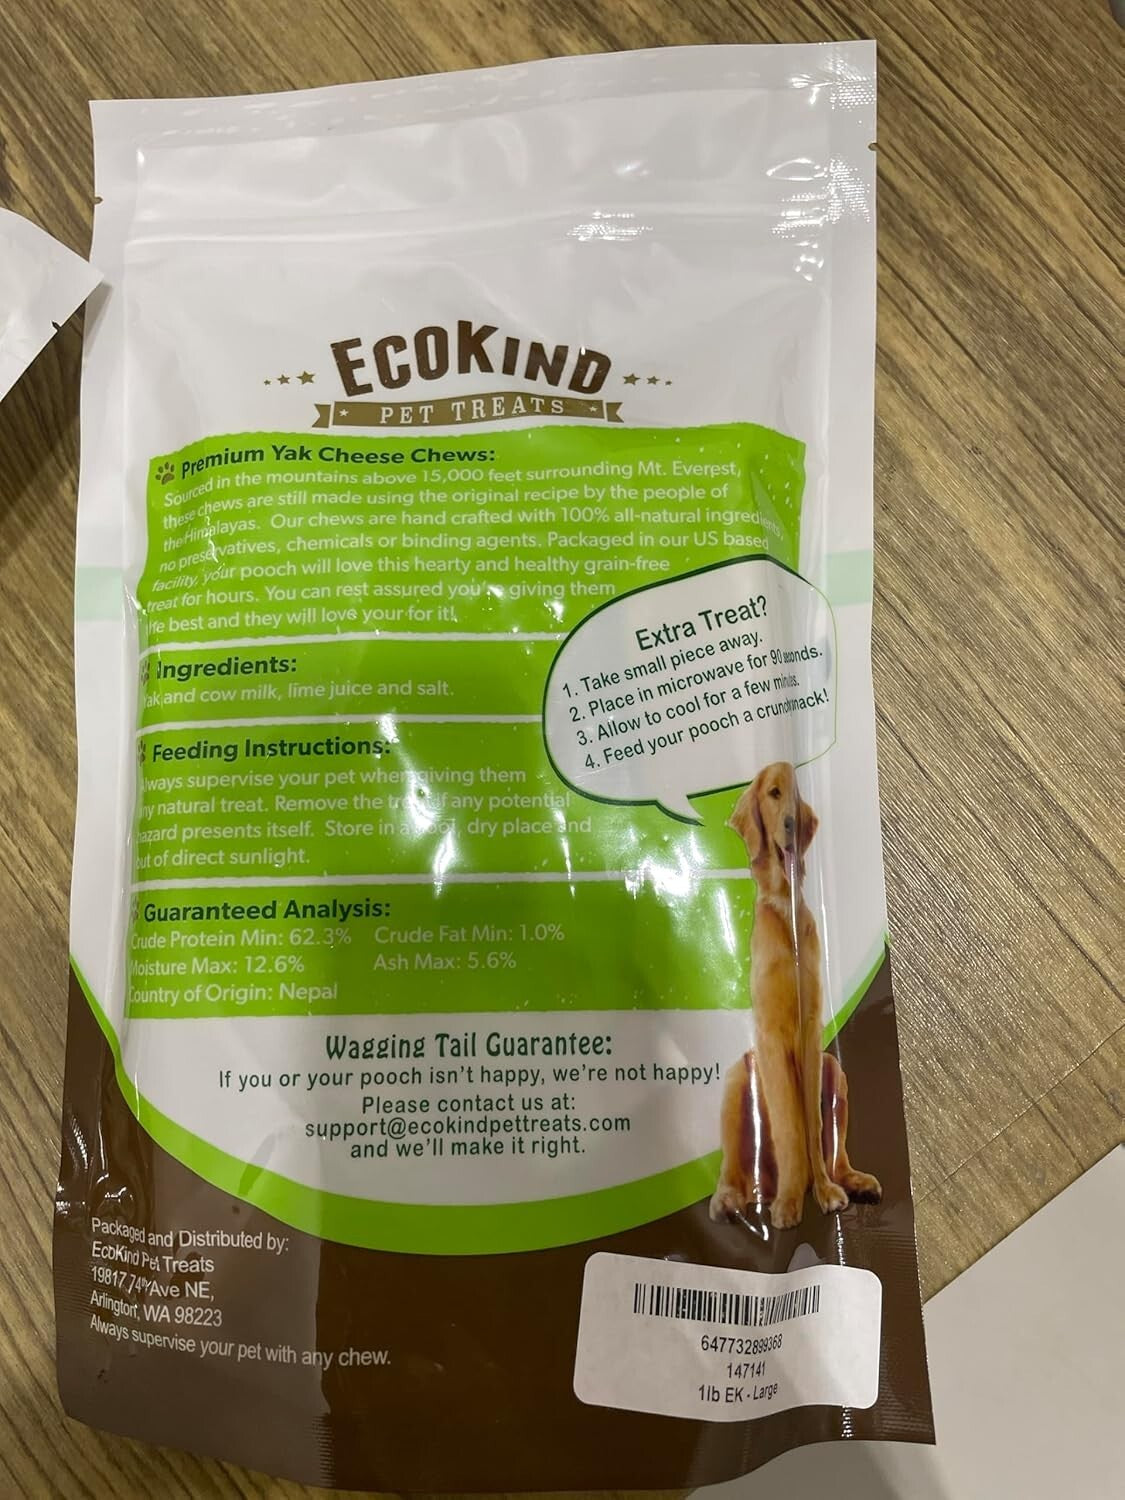 ECOKIND
PET TREATS
Premium Yak Cheese Chews:
Sourced in the mountains above 15,000 feet surrounding Mt. Everest,
these chews are still made using the original recipe by the people of
the Himalayas. Our chews are hand crafted with 100% all-natural ingredients,
no preservatives, chemicals or binding agents. Packaged in our US based
facility, your pooch will love this hearty and healthy grain-free
treat for hours. You can rest assured you're giving them
the best and they will love your for it!
Extra Treat?
1. Take small piece away.
2. Place in microwave for 90 seconds.
3. Allow to cool for a few minutes.
4. Feed your pooch a crunchy snack!
Ingredients:
Yak and cow milk, lime juice and salt.
Feeding Instructions:
Always supervise your pet when giving them
any natural treat. Remove the treat if any potential
hazard presents itself. Store in a cool, dry place and
out of direct sunlight.
Guaranteed Analysis:
Crude Protein Min: 62.3% Crude Fat Min: 1.0%
Moisture Max: 12.6% Ash Max: 5.6%
Country of Origin: Nepal
Wagging Tail Guarantee:
If you or your pooch isn't happy, we're not happy!
Please contact us at:
support@ecokindpettreats.com
and we'll make it right.
Packaged and Distributed by:
EcoKind Pet Treats
19817 74th Ave NE,
Arlington, WA 98223
Always supervise your pet with any chew.
647732899368
147141
1lb EK - Large